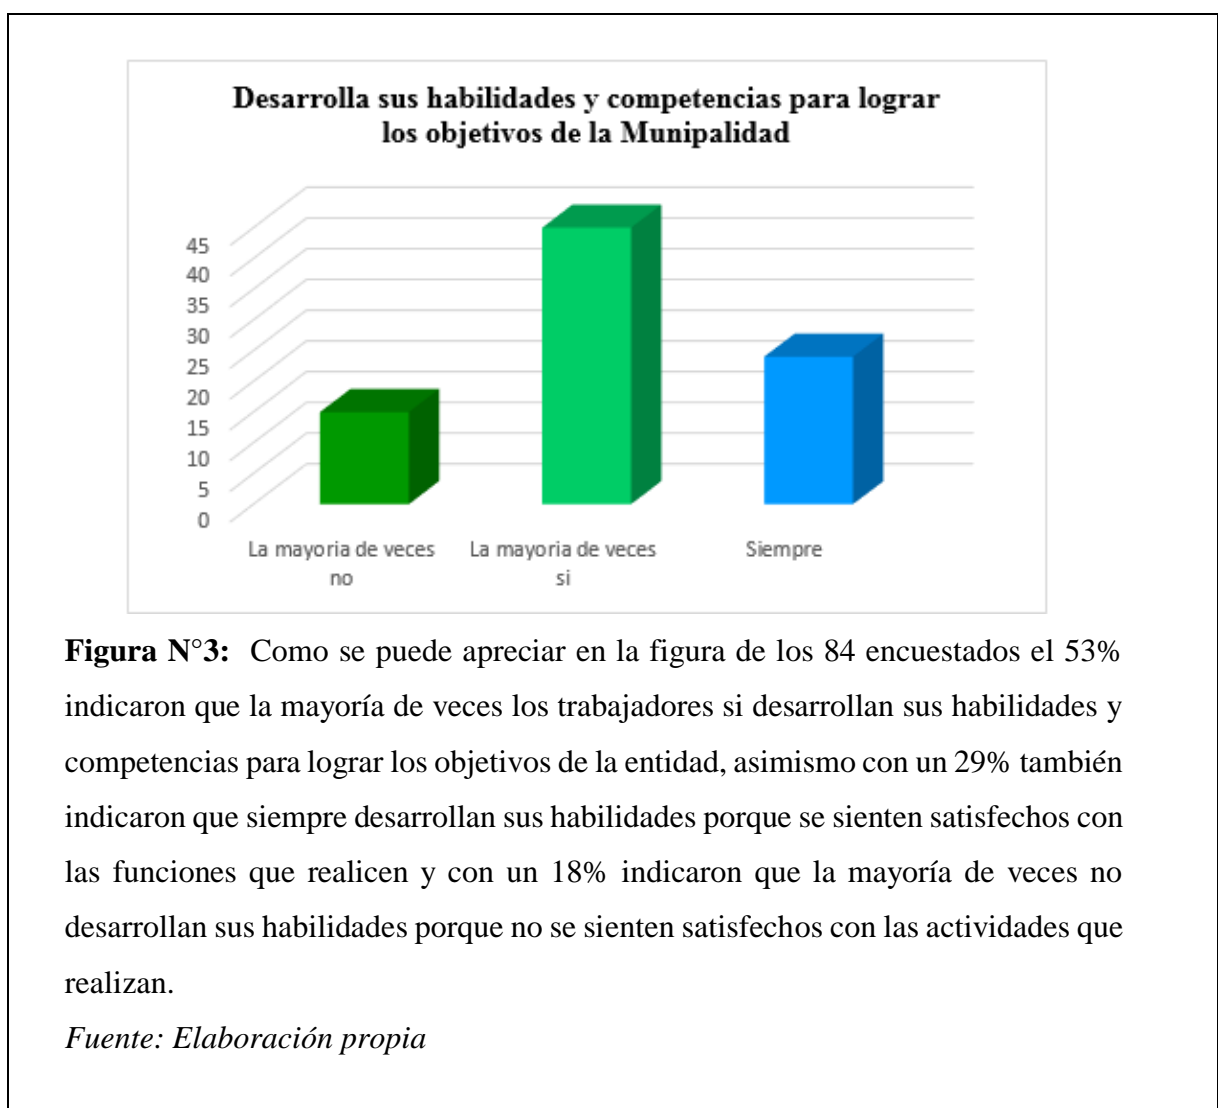 Desarrolla sus habilidades y competencias para lograr
los objetivos de la Munipalidad
45
40
35
30
25
20
15
10
5
0
La mayoria de veces
no
La mayoria de veces
si
Siempre
Figura N°3: Como se puede apreciar en la figura de los 84 encuestados el 53%
indicaron que la mayoría de veces los trabajadores si desarrollan sus habilidades y
competencias para lograr los objetivos de la entidad, asimismo con un 29% también
indicaron que siempre desarrollan sus habilidades porque se sienten satisfechos con
las funciones que realicen y con un 18% indicaron que la mayoría de veces no
desarrollan sus habilidades porque no se sienten satisfechos con las actividades que
realizan.
Fuente: Elaboración propia